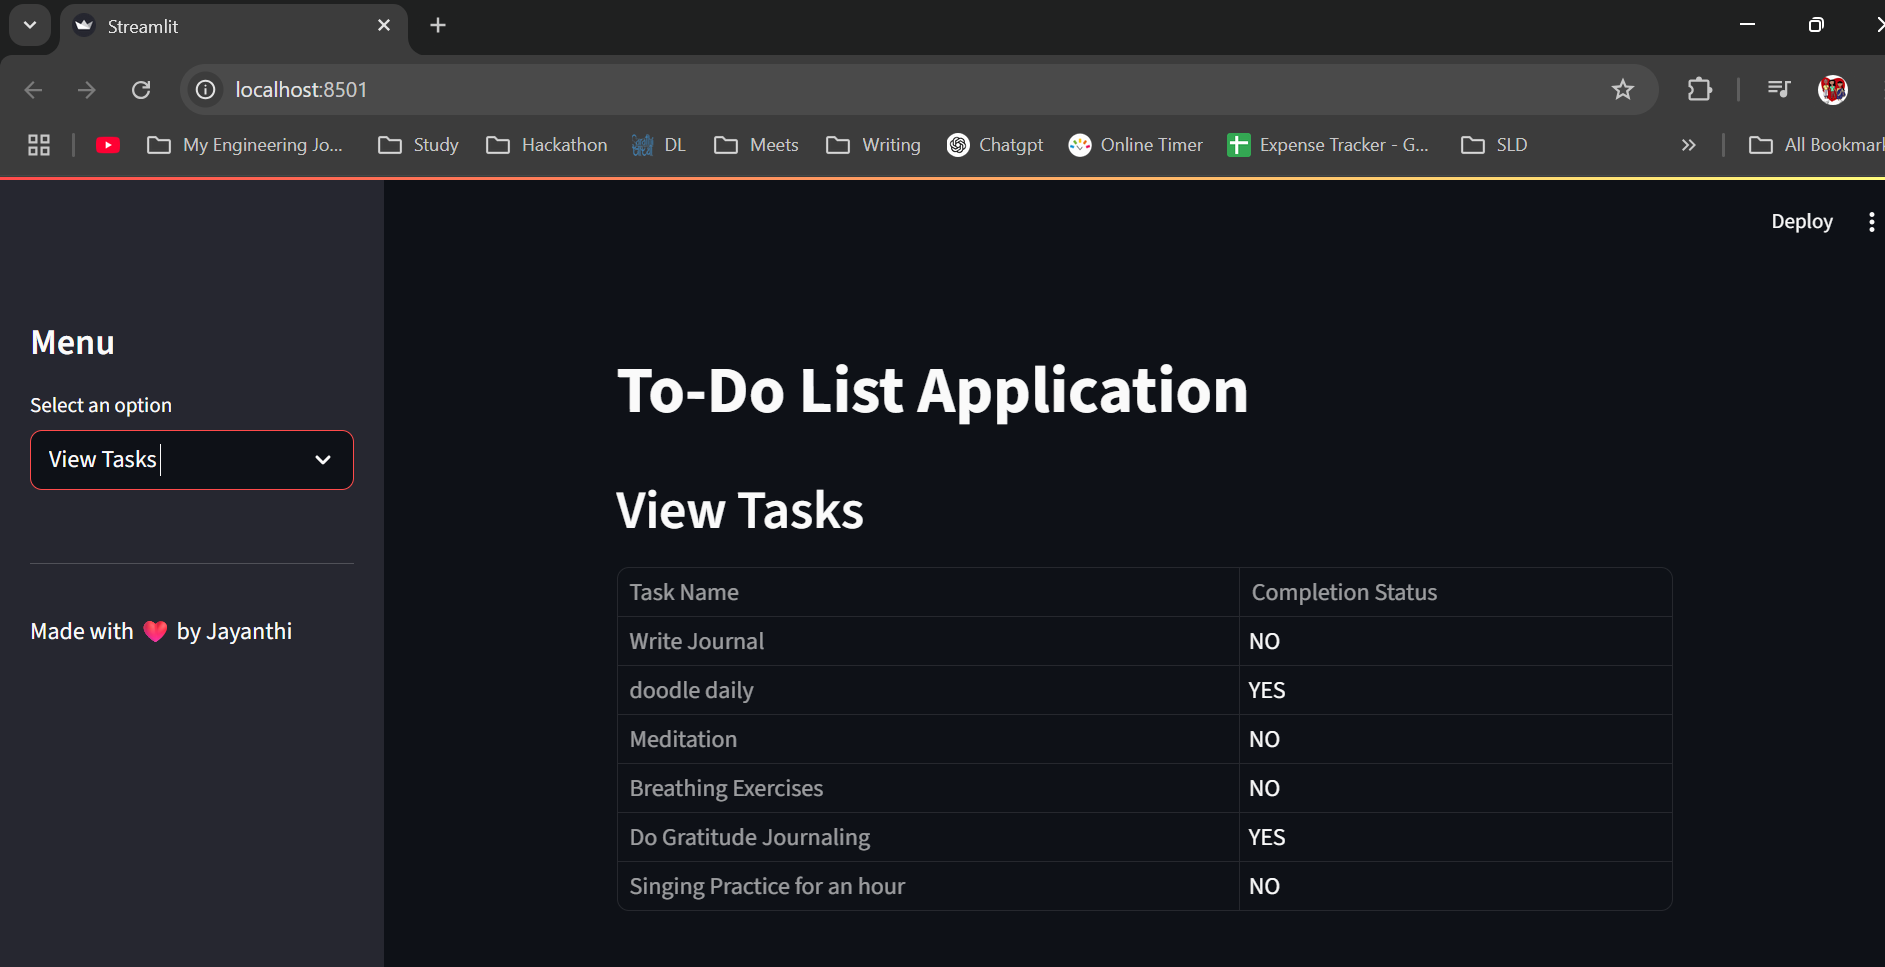 Streamlit
localhost:8501
My Engineering Jo... Study Hackathon DL Meets Writing Chatgpt Online Timer Expense Tracker - G... SLD All Bookmar
Deploy
Menu
Select an option
View Tasks
Made with ❤ by Jayanthi
To-Do List Application
View Tasks
Task Name Completion Status
Write Journal NO
doodle daily YES
Meditation NO
Breathing Exercises NO
Do Gratitude Journaling YES
Singing Practice for an hour NO